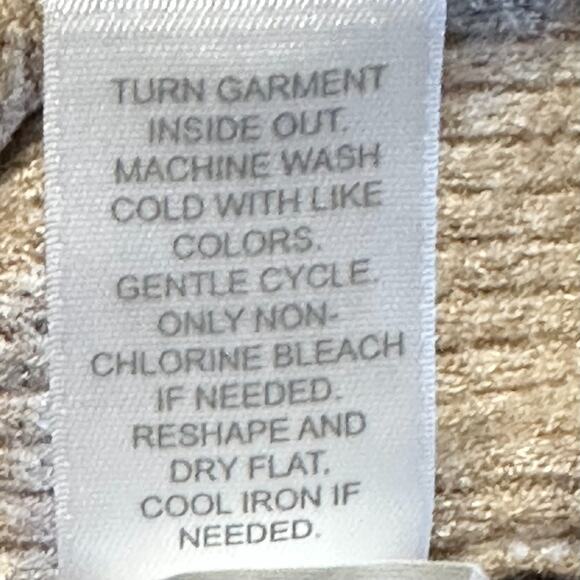 TURN GARMENT
INSIDE OUT.
MACHINE WASH
COLD WITH LIKE
COLORS.
GENTLE CYCLE.
ONLY NON-
CHLORINE BLEACH
IF NEEDED.
RESHAPE AND
DRY FLAT.
COOL IRON IF
NEEDED.